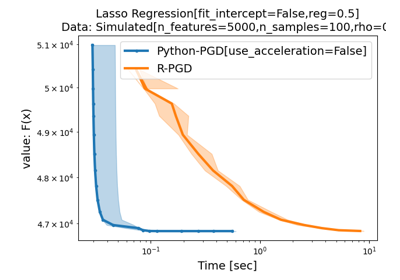 Lasso Regression[fit_intercept=False,reg=0.5]
Data: Simulated[n_features=5000,n_samples=100,rho=0
Python-PGD[use_acceleration=False]
R-PGD
value: F(x)
5.1 × 10⁴
5 × 10⁴
4.9 × 10⁴
4.8 × 10⁴
4.7 × 10⁴
10⁻¹
10⁰
10¹
Time [sec]